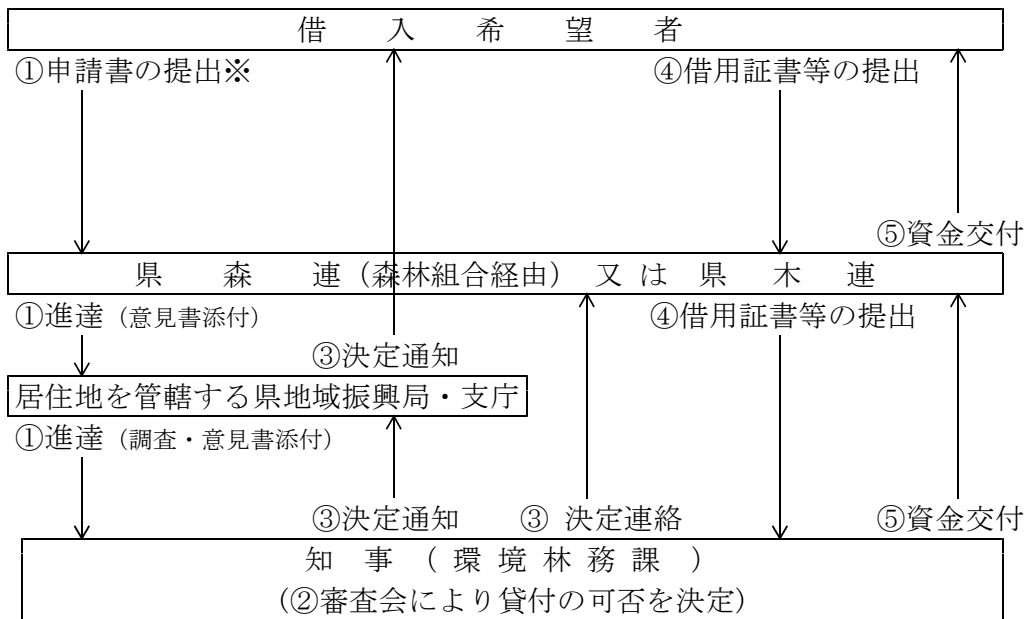 借入希望者
①申請書の提出※ ④借用証書等の提出
⑤資金交付
県森連（森林組合経由）又は県木連
①進達（意見書添付） ④借用証書等の提出
③決定通知
居住地を管轄する県地域振興局・支庁
①進達（調査・意見書添付）
③決定通知 ③ 決定連絡 ⑤資金交付
知事（環境林務課）
(②審査会により貸付の可否を決定)